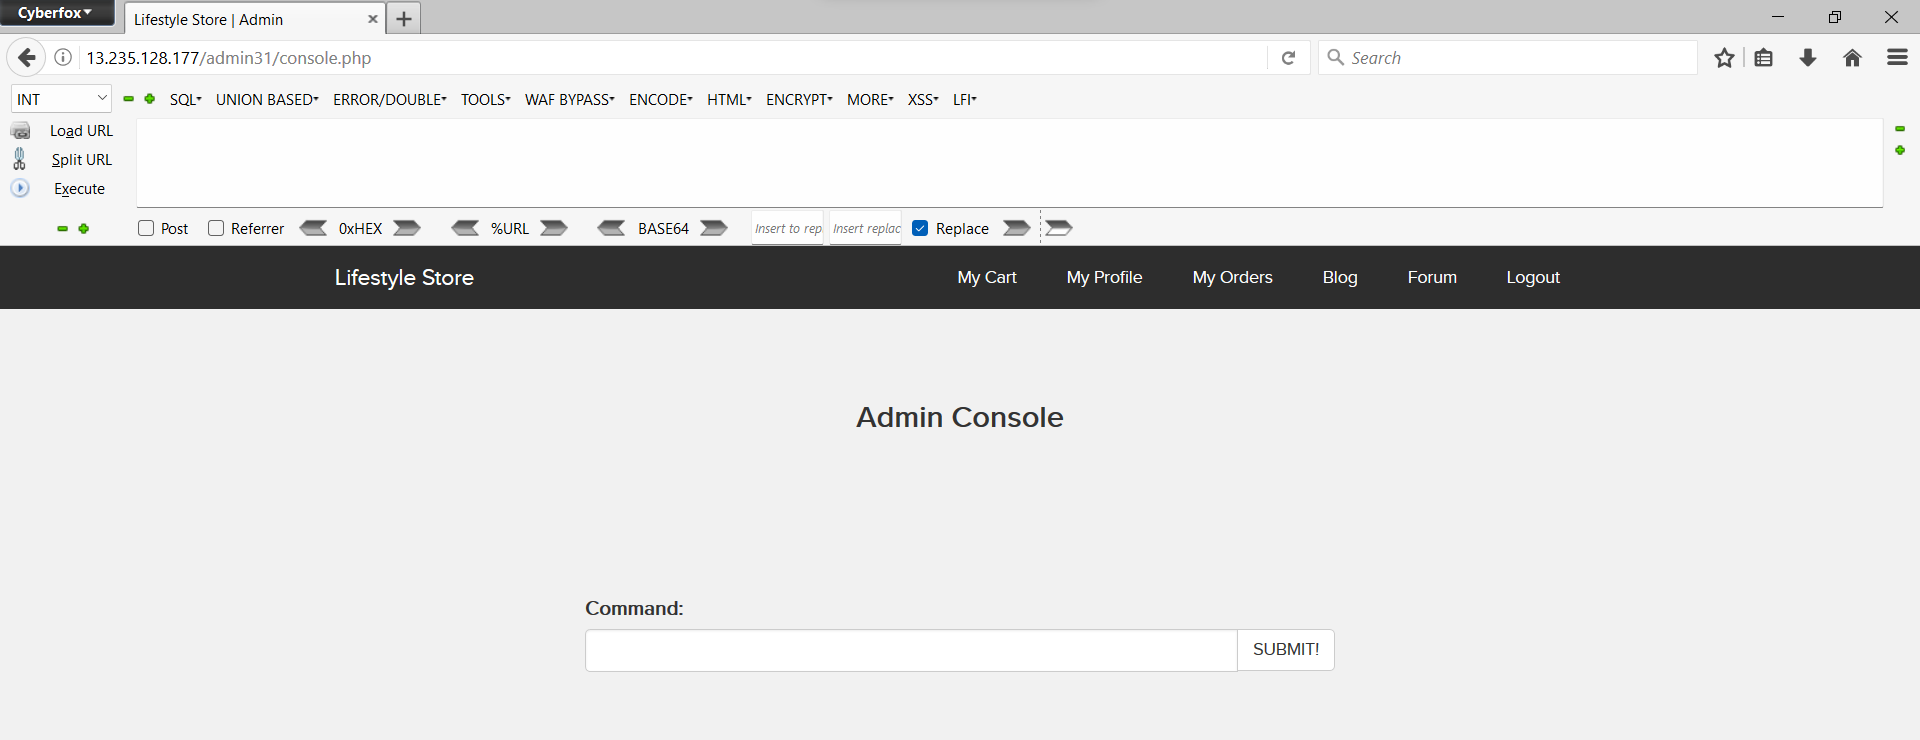 Cyberfox
Lifestyle Store | Admin
13.235.128.177/admin31/console.php
Search
INT
SQL UNION BASED ERROR/DOUBLE TOOLS WAF BYPASS ENCODE HTML ENCRYPT MORE XSS LFI
Load URL
Split URL
Execute
Post Referrer 0xHEX %URL BASE64 Insert to rep Insert replac Replace
Lifestyle Store My Cart My Profile My Orders Blog Forum Logout
Admin Console
Command:
SUBMIT!